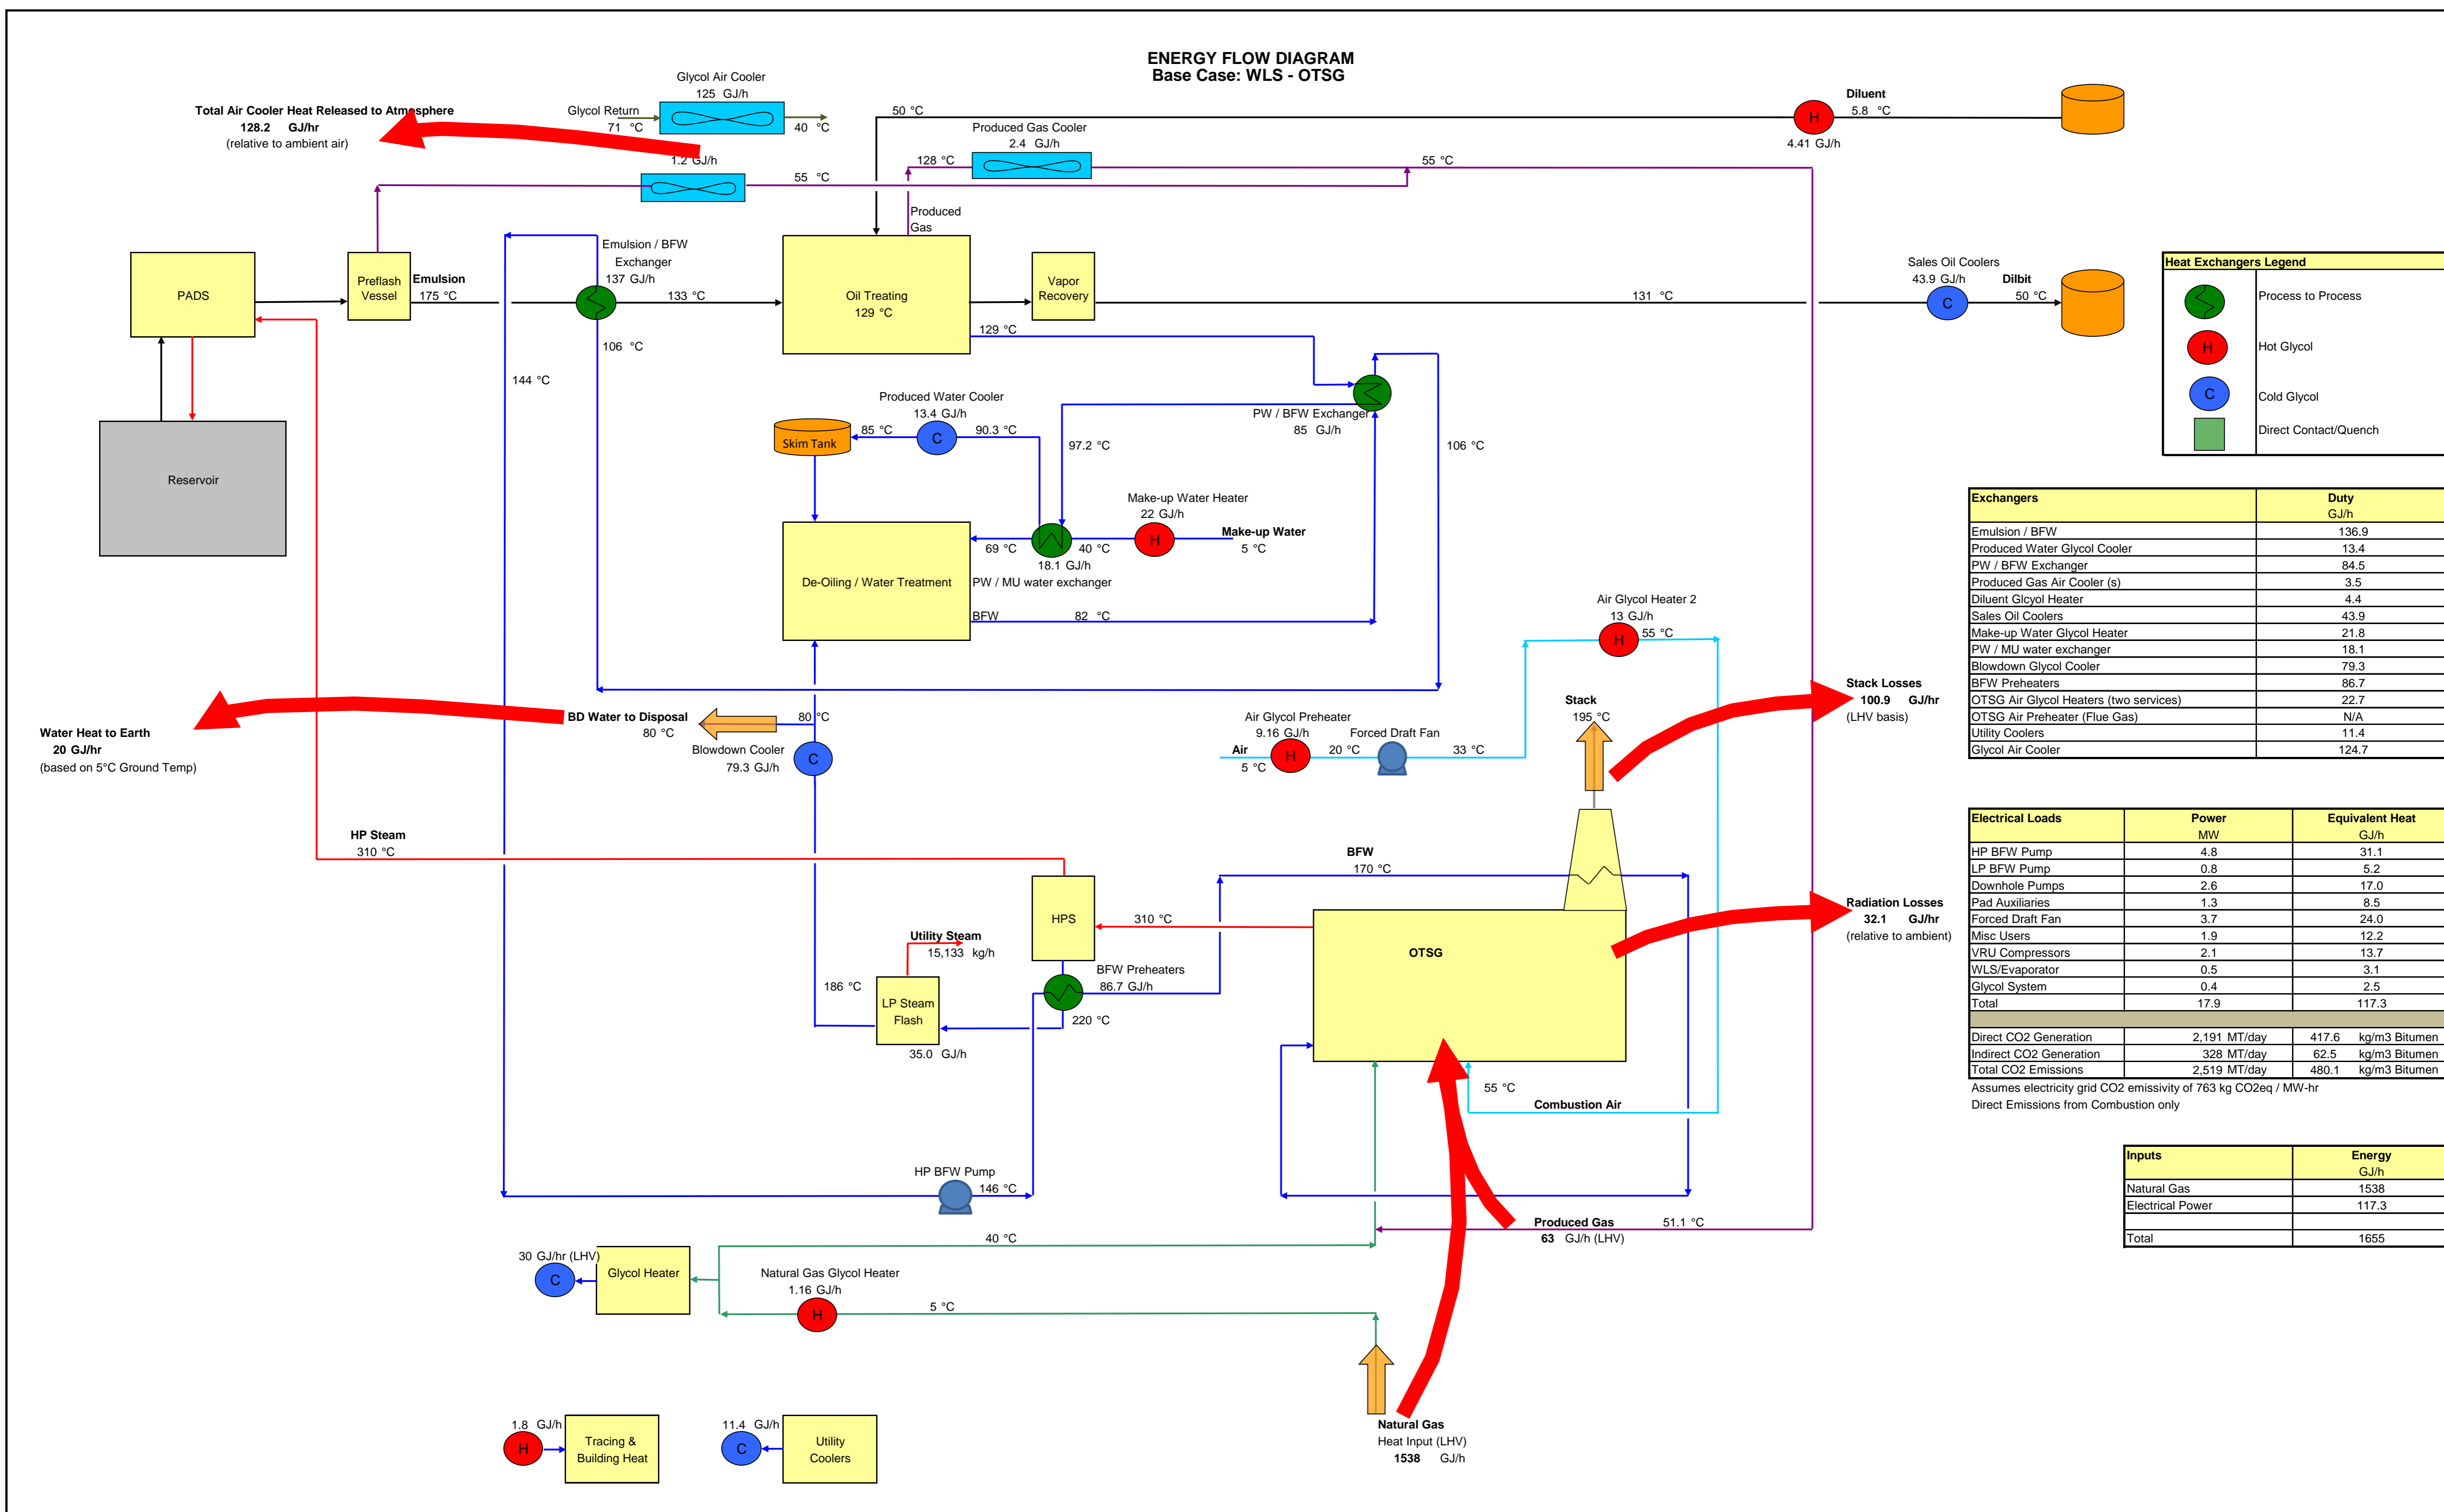 ENERGY FLOW DIAGRAM
Base Case: WLS - OTSG
Glycol Air Cooler
125 GJ/h
Total Air Cooler Heat Released to Atmosphere
128.2 GJ/hr
(relative to ambient air)
Glycol Return
71 °C
40 °C
50 °C
Diluent
5.8 °C
H
4.41 GJ/h
Produced Gas Cooler
2.4 GJ/h
1.2 GJ/h
128 °C
55 °C
55 °C
Produced
Gas
Emulsion / BFW
Exchanger
137 GJ/h
PADS
Preflash
Vessel
Emulsion
175 °C
133 °C
Oil Treating
129 °C
Vapor
Recovery
131 °C
Sales Oil Coolers
43.9 GJ/h
Dilbit
C
50 °C
Heat Exchangers Legend
Process to Process
H
Hot Glycol
C
Cold Glycol
Direct Contact/Quench
129 °C
106 °C
144 °C
Produced Water Cooler
13.4 GJ/h
Skim Tank
85 °C
C
90.3 °C
PW / BFW Exchanger
85 GJ/h
97.2 °C
106 °C
Reservoir
Make-up Water Heater
22 GJ/h
Make-up Water
69 °C
40 °C
H
5 °C
18.1 GJ/h
De-Oiling / Water Treatment
PW / MU water exchanger
BFW
82 °C
Exchangers Duty
GJ/h
Emulsion / BFW 136.9
Produced Water Glycol Cooler 13.4
PW / BFW Exchanger 84.5
Produced Gas Air Cooler (s) 3.5
Diluent Glcyol Heater 4.4
Sales Oil Coolers 43.9
Make-up Water Glycol Heater 21.8
PW / MU water exchanger 18.1
Blowdown Glycol Cooler 79.3
BFW Preheaters 86.7
OTSG Air Glycol Heaters (two services) 22.7
OTSG Air Preheater (Flue Gas) N/A
Utility Coolers 11.4
Glycol Air Cooler 124.7
Air Glycol Heater 2
13 GJ/h
H
55 °C
Stack Losses
100.9 GJ/hr
(LHV basis)
Stack
195 °C
BD Water to Disposal
80 °C
80 °C
Water Heat to Earth
20 GJ/hr
(based on 5°C Ground Temp)
Blowdown Cooler
79.3 GJ/h
C
Air Glycol Preheater
9.16 GJ/h
Forced Draft Fan
Air
5 °C
H
20 °C
33 °C
HP Steam
310 °C
BFW
170 °C
HPS
310 °C
OTSG
Radiation Losses
32.1 GJ/hr
(relative to ambient)
Utility Steam
15,133 kg/h
BFW Preheaters
86.7 GJ/h
186 °C
LP Steam
Flash
220 °C
35.0 GJ/h
55 °C
Combustion Air
Electrical Loads Power Equivalent Heat
MW GJ/h
HP BFW Pump 4.8 31.1
LP BFW Pump 0.8 5.2
Downhole Pumps 2.6 17.0
Pad Auxiliaries 1.3 8.5
Forced Draft Fan 3.7 24.0
Misc Users 1.9 12.2
VRU Compressors 2.1 13.7
WLS/Evaporator 0.5 3.1
Glycol System 0.4 2.5
Total 17.9 117.3
Direct CO2 Generation 2,191 MT/day 417.6 kg/m3 Bitumen
Indirect CO2 Generation 328 MT/day 62.5 kg/m3 Bitumen
Total CO2 Emissions 2,519 MT/day 480.1 kg/m3 Bitumen
Assumes electricity grid CO2 emissivity of 763 kg CO2eq / MW-hr
Direct Emissions from Combustion only
Inputs Energy
GJ/h
Natural Gas 1538
Electrical Power 117.3
Total 1655
HP BFW Pump
146 °C
Produced Gas 51.1 °C
63 GJ/h (LHV)
40 °C
30 GJ/hr (LHV)
C
Glycol Heater
Natural Gas Glycol Heater
1.16 GJ/h
H
5 °C
1.8 GJ/h
H
Tracing &
Building Heat
11.4 GJ/h
C
Utility
Coolers
Natural Gas
Heat Input (LHV)
1538 GJ/h